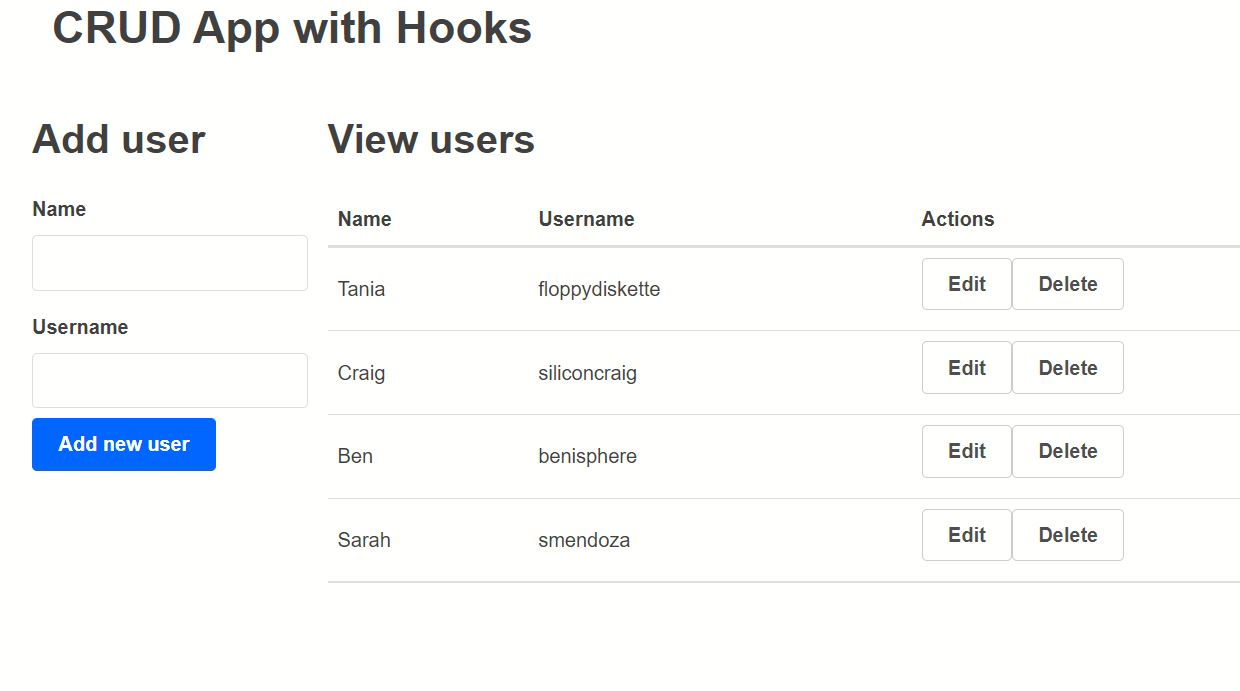 CRUD App with Hooks
Add user
Name
Username
Add new user
View users
Name Username Actions
Tania floppydiskette Edit Delete
Craig siliconcraig Edit Delete
Ben benisphere Edit Delete
Sarah smendoza Edit Delete